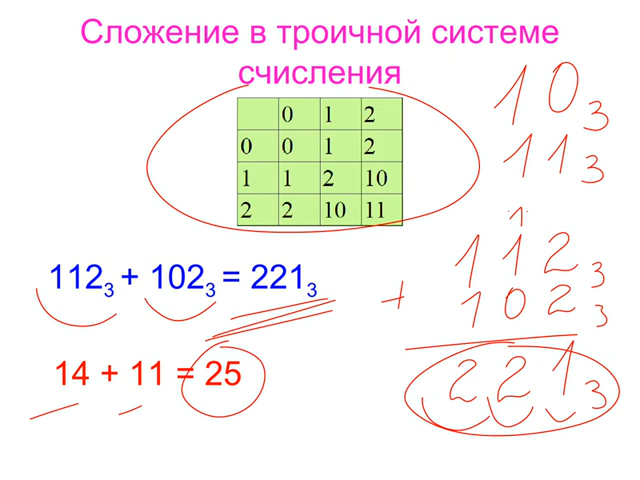 Сложение в троичной системе
счисления
0 1 2
0 0 1 2
1 1 2 10
2 2 10 11
10₃
11₃
112₃ + 102₃ = 221₃
14 + 11 = 25
1
112₃
+ 102₃
221₃